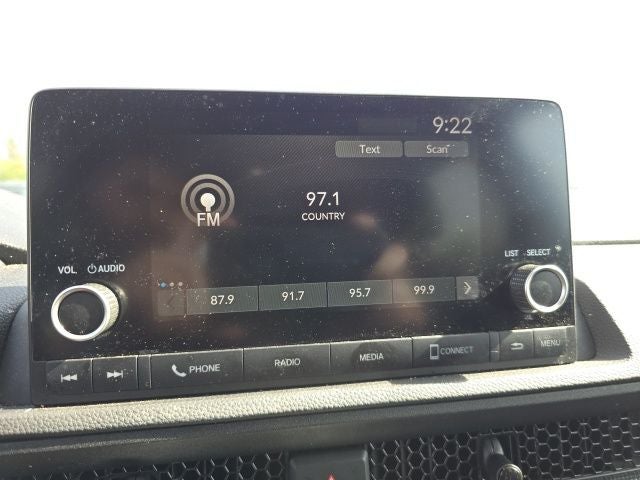 9:22
Text Scan
FM
97.1
COUNTRY
VOL AUDIO
LIST SELECT
87.9 91.7 95.7 99.9
PHONE RADIO MEDIA CONNECT MENU